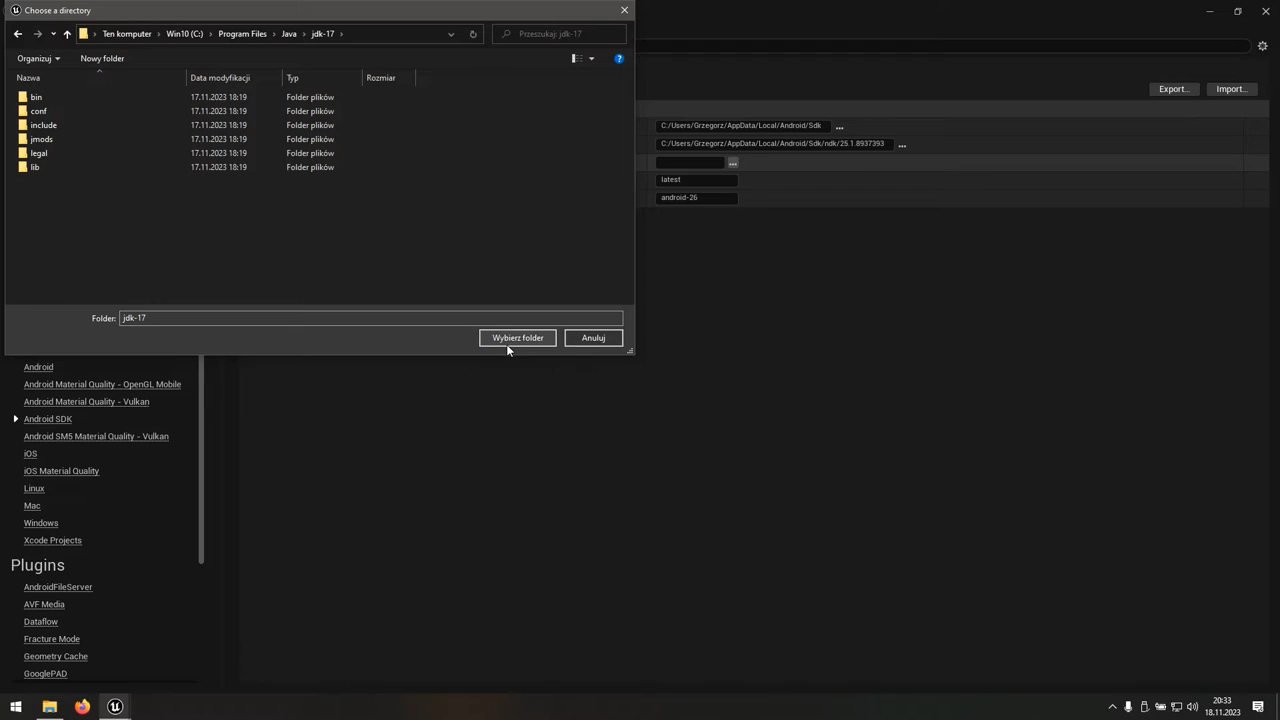 Choose a directory
Ten komputer
Win10 (C:)
Program Files
Java
jdk-17
Przeszukaj: jdk-17
Organizuj
Nowy folder
Nazwa
Data modyfikacji
Typ
Rozmiar
bin 17.11.2023 18:19 Folder plików
conf 17.11.2023 18:19 Folder plików
include 17.11.2023 18:19 Folder plików
jmods 17.11.2023 18:19 Folder plików
legal 17.11.2023 18:19 Folder plików
lib 17.11.2023 18:19 Folder plików
Folder: jdk-17
Wybierz folder
Anuluj
Export...
Import...
C:/Users/Grzegorz/AppData/Local/Android/Sdk
...
C:/Users/Grzegorz/AppData/Local/Android/Sdk/ndk/25.1.8937393
...
...
latest
android-26
Android
Android Material Quality - OpenGL Mobile
Android Material Quality - Vulkan
Android SDK
Android SM5 Material Quality - Vulkan
iOS
iOS Material Quality
Linux
Mac
Windows
Xcode Projects
Plugins
AndroidFileServer
AVF Media
Dataflow
Fracture Mode
Geometry Cache
GooglePAD
20:33
18.11.2023